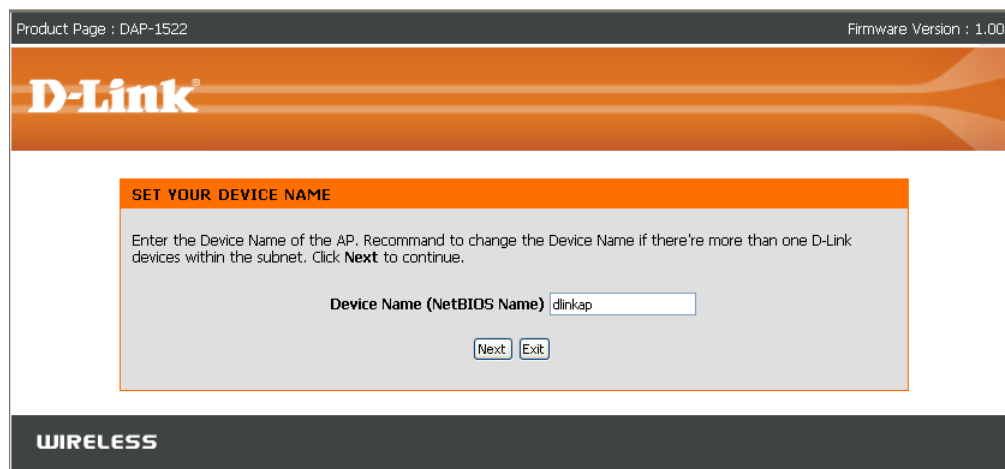 Product Page : DAP-1522
Firmware Version : 1.00
D-Link®
SET YOUR DEVICE NAME
Enter the Device Name of the AP. Recommand to change the Device Name if there're more than one D-Link
devices within the subnet. Click Next to continue.
Device Name (NetBIOS Name) dlinkap
Next Exit
WIRELESS